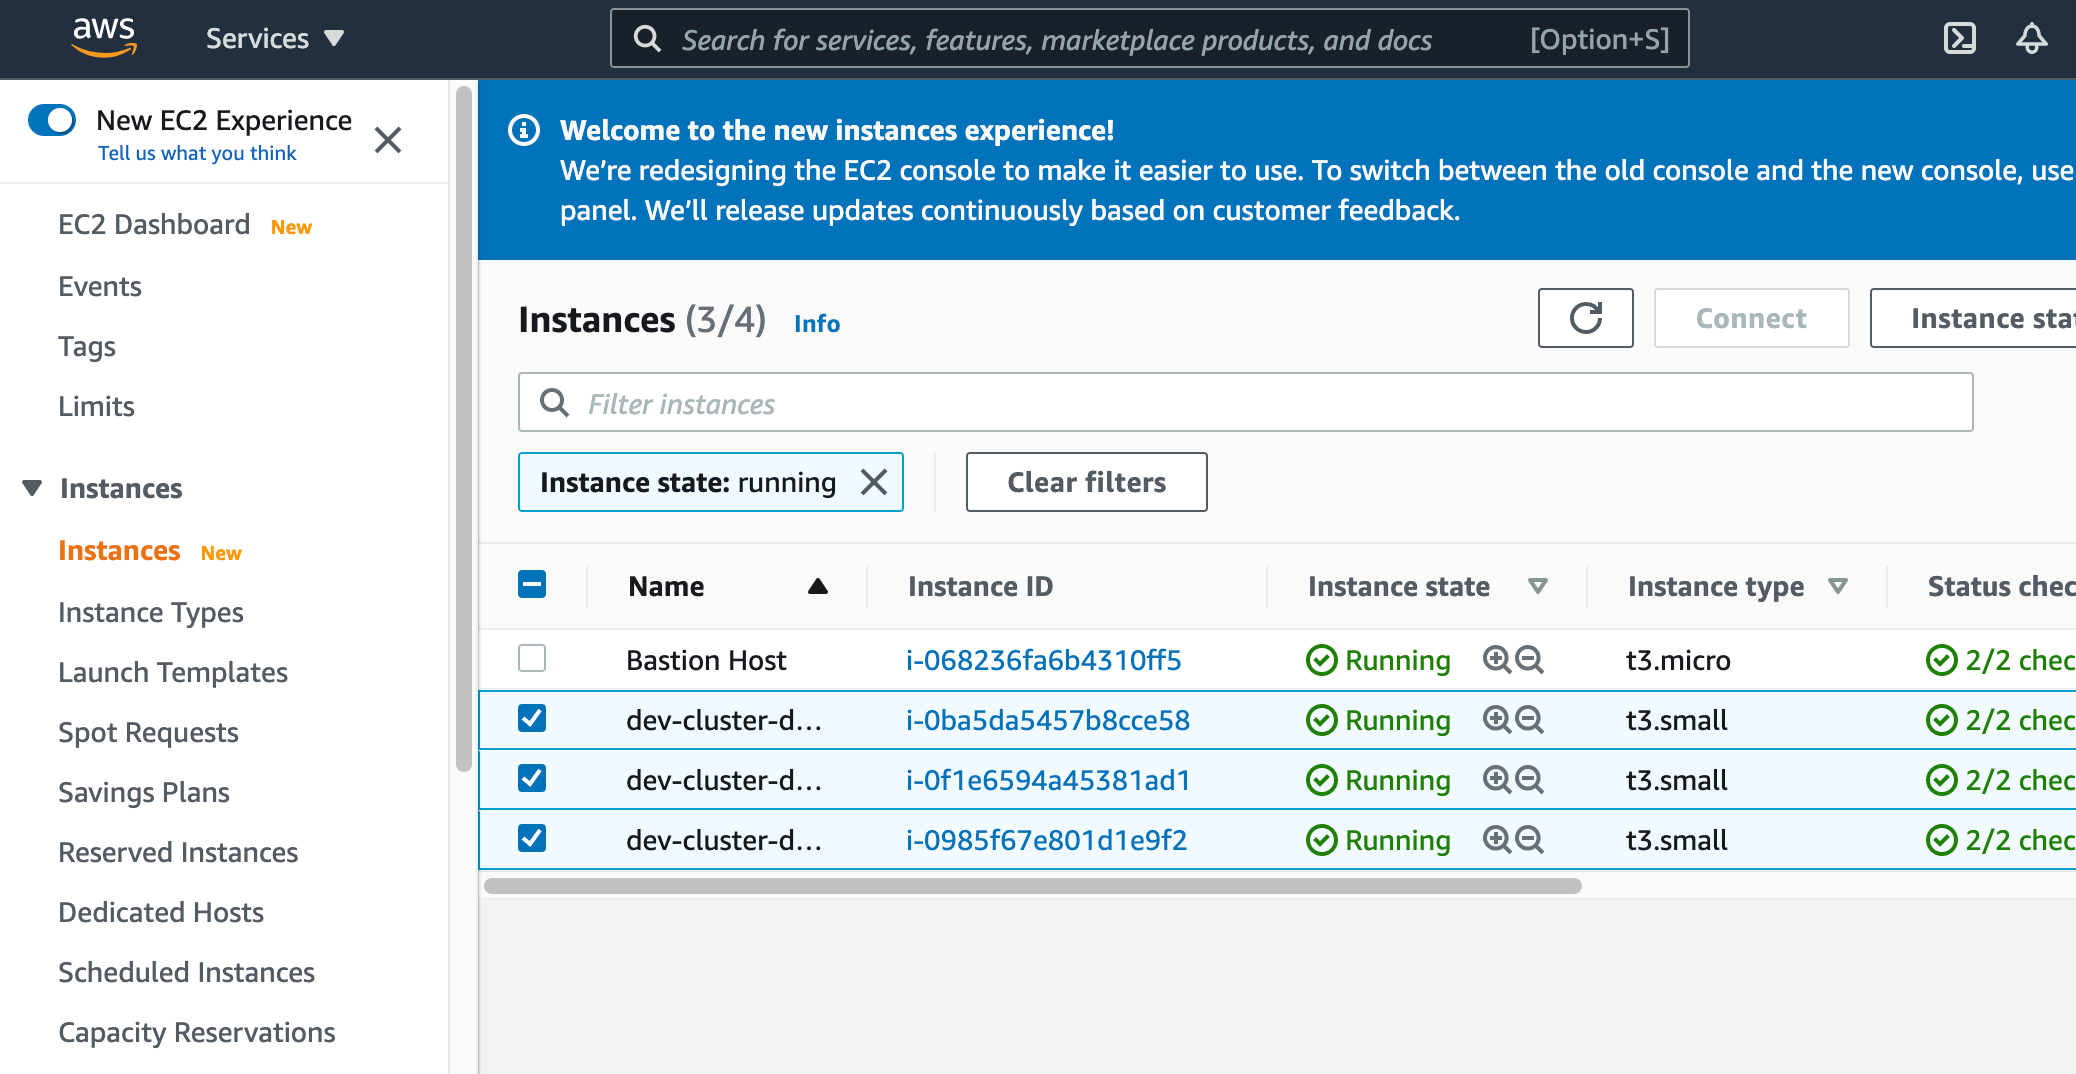 aws
Services
Search for services, features, marketplace products, and docs [Option+S]
New EC2 Experience
Tell us what you think
EC2 Dashboard New
Events
Tags
Limits
Instances
Instances New
Instance Types
Launch Templates
Spot Requests
Savings Plans
Reserved Instances
Dedicated Hosts
Scheduled Instances
Capacity Reservations
Welcome to the new instances experience!
We’re redesigning the EC2 console to make it easier to use. To switch between the old console and the new console, use
panel. We’ll release updates continuously based on customer feedback.
Instances (3/4) Info
Connect
Instance sta
Filter instances
Instance state: running
Clear filters
Name Instance ID Instance state Instance type Status chec
Bastion Host i-068236fa6b4310ff5 Running t3.micro 2/2 chec
dev-cluster-d... i-0ba5da5457b8cce58 Running t3.small 2/2 chec
dev-cluster-d... i-0f1e6594a45381ad1 Running t3.small 2/2 chec
dev-cluster-d... i-0985f67e801d1e9f2 Running t3.small 2/2 chec